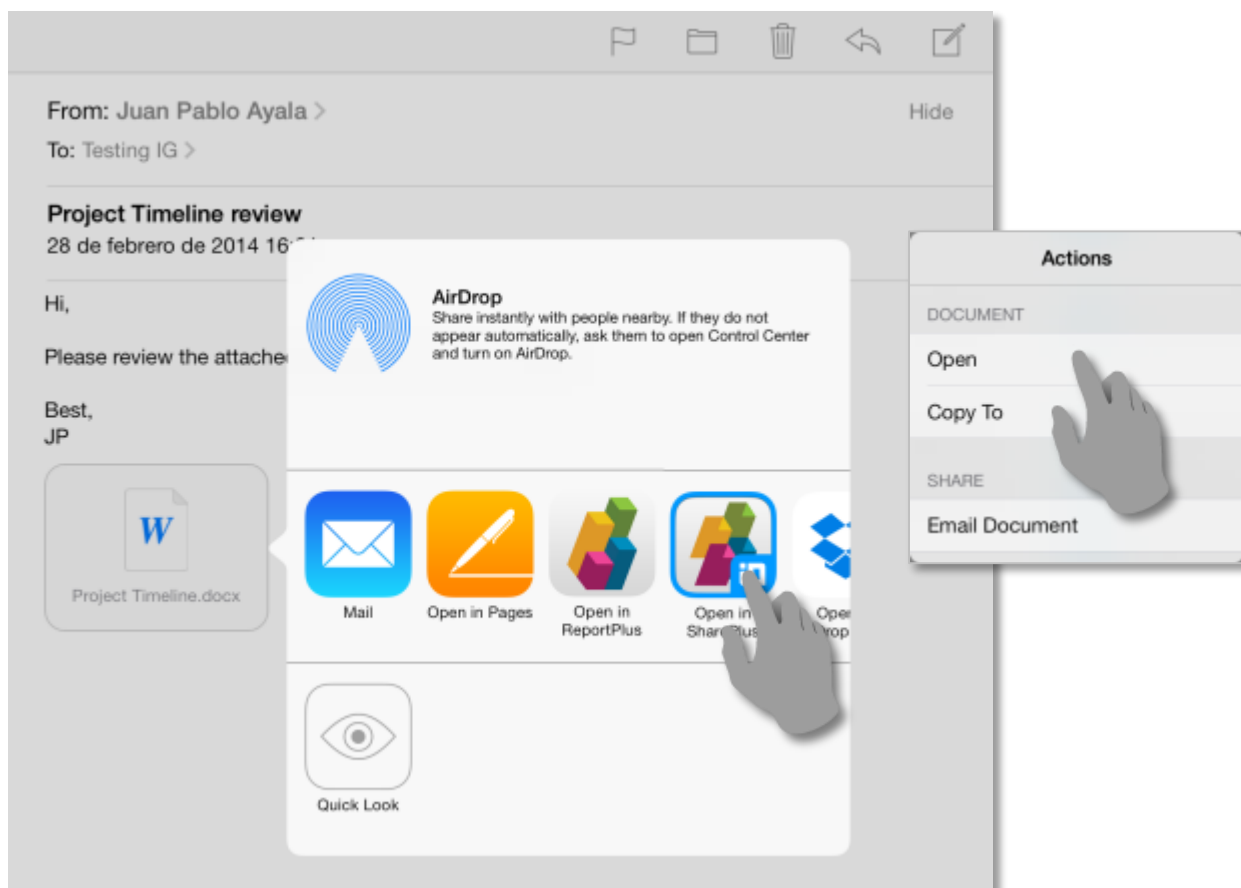 From: Juan Pablo Ayala >
Hide
To: Testing IG >
Project Timeline review
28 de febrero de 2014
Hi,
Please review the
Best,
JP
W
Project Timeline.docx
AirDrop
Share instantly with people nearby. If they do not
appear automatically, ask them to open Control Center
and turn on AirDrop.
Mail
Open in Pages
Open in
ReportPlus
Open in
SharePlus
Quick Look
Actions
DOCUMENT
Open
Copy To
SHARE
Email Document